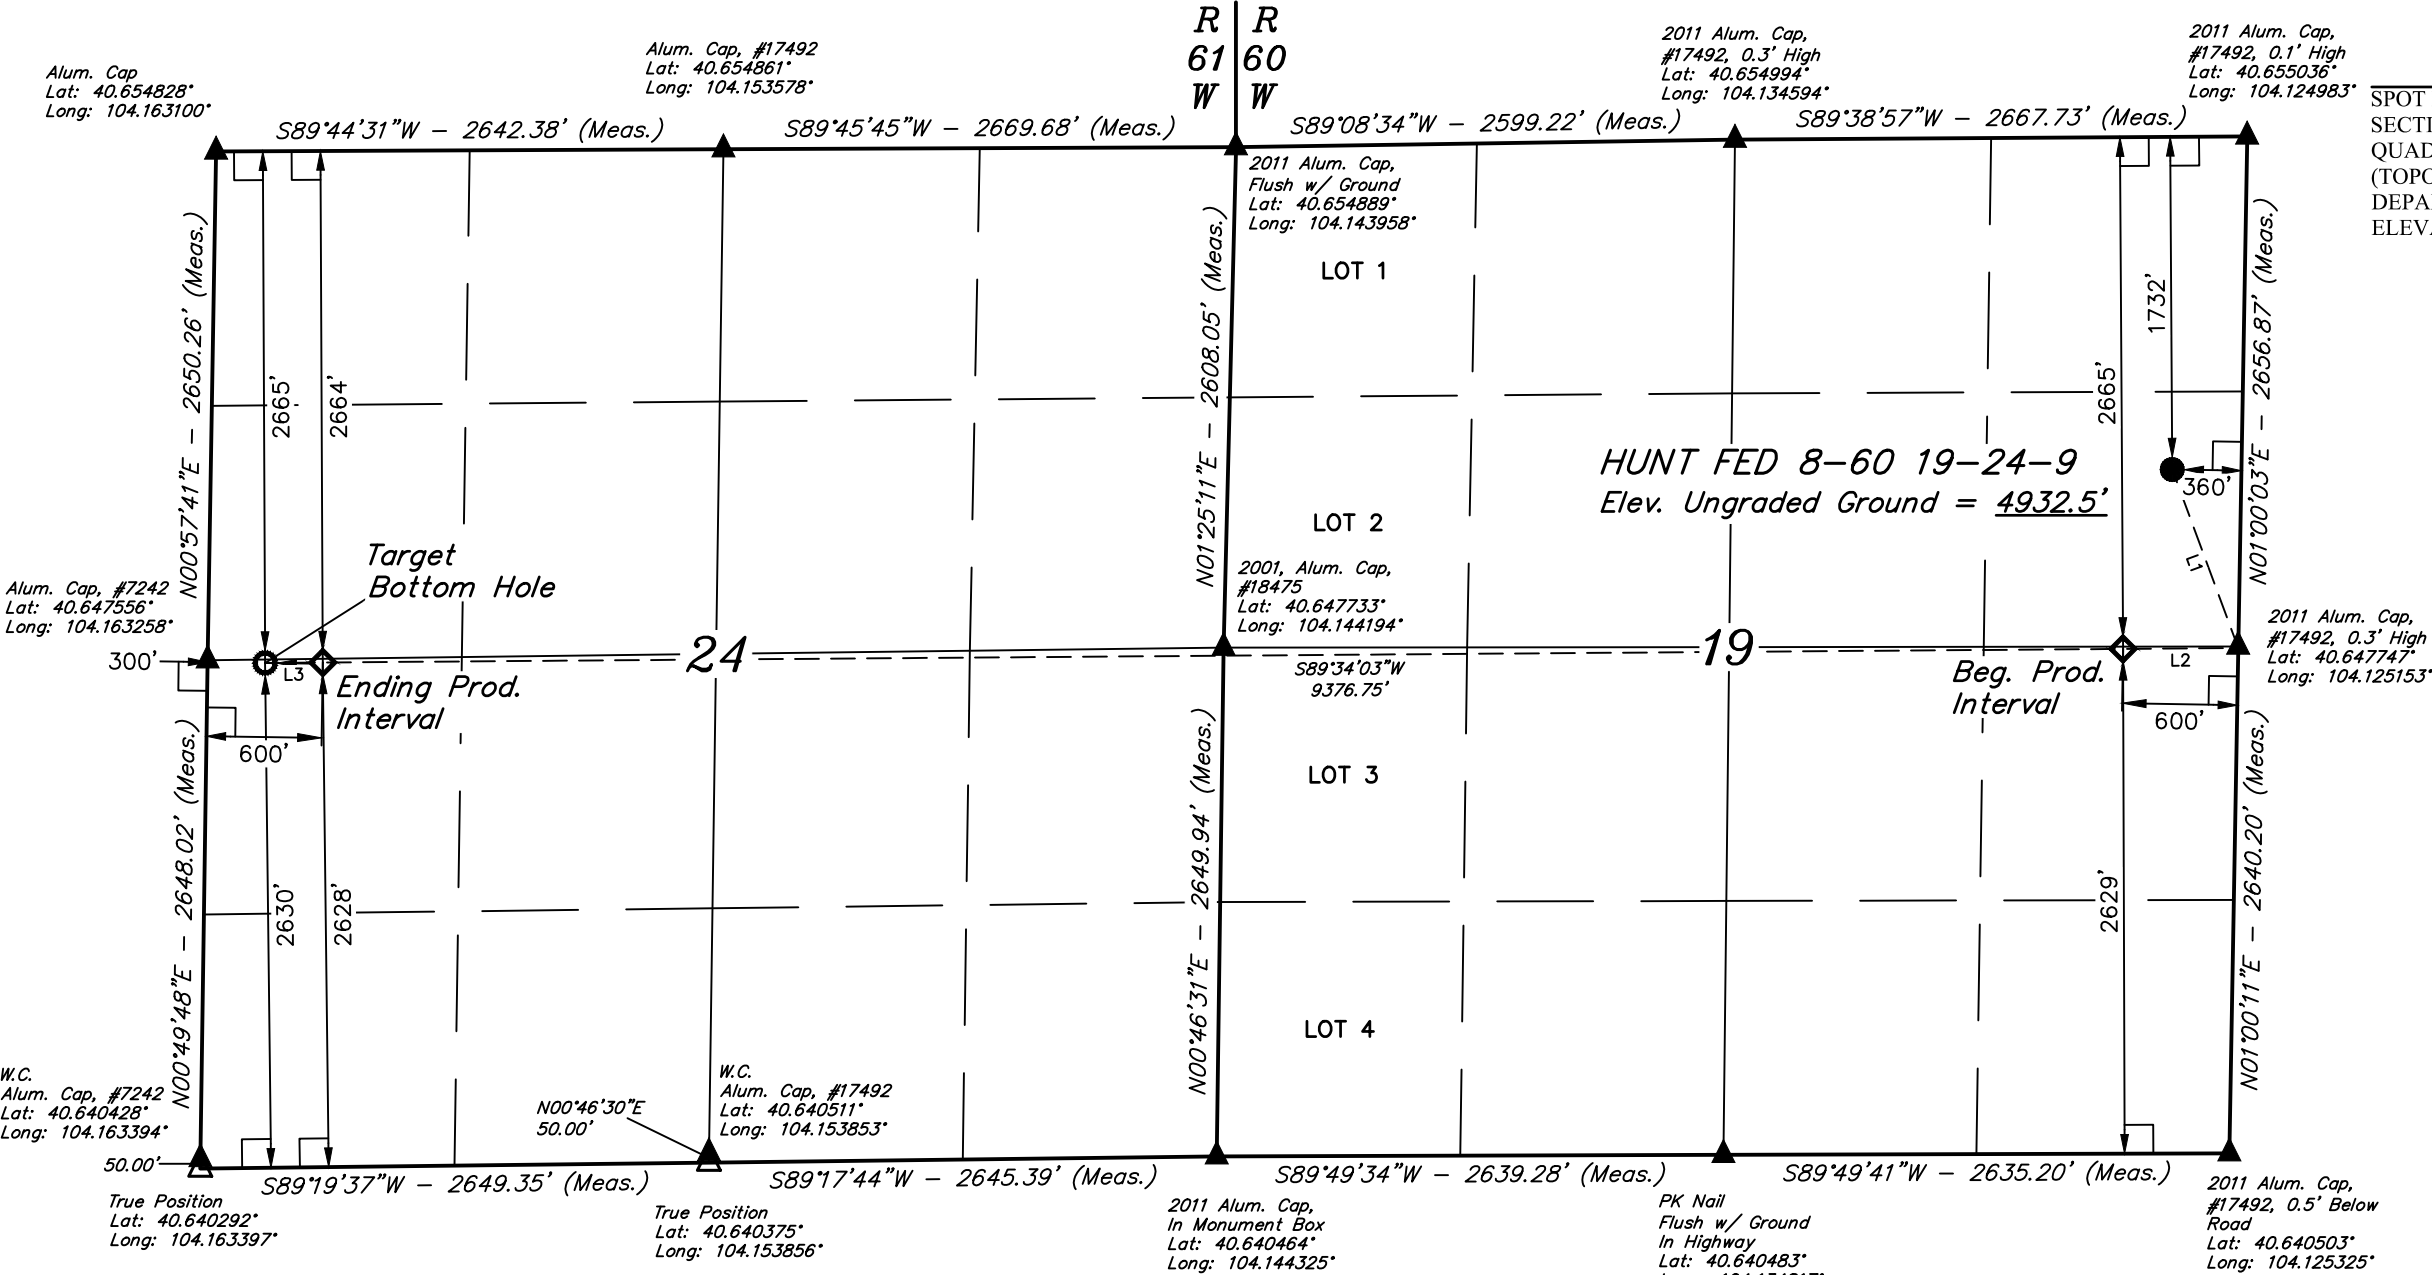 R R
61 60
W W
Alum. Cap
Lat: 40.654828°
Long: 104.163100°
Alum. Cap, #17492
Lat: 40.654861°
Long: 104.153578°
2011 Alum. Cap,
#17492, 0.3' High
Lat: 40.654994°
Long: 104.134594°
2011 Alum. Cap,
#17492, 0.1' High
Lat: 40.655036°
Long: 104.124983°
SPOT
SECTI
QUAD
(TOPO
DEPA
ELEVA
S89°44'31"W - 2642.38' (Meas.)
S89°45'45"W - 2669.68' (Meas.)
S89°08'34"W - 2599.22' (Meas.)
S89°38'57"W - 2667.73' (Meas.)
2011 Alum. Cap,
Flush w/ Ground
Lat: 40.654889°
Long: 104.143958°
N00°57'41"E - 2650.26' (Meas.)
2665'
2664'
N01°25'11"E - 2608.05' (Meas.)
LOT 1
1732'
2665'
N01°00'03"E - 2656.87' (Meas.)
HUNT FED 8-60 19-24-9
Elev. Ungraded Ground = 4932.5'
360'
L1
LOT 2
Target
Bottom Hole
Alum. Cap, #7242
Lat: 40.647556°
Long: 104.163258°
2001, Alum. Cap,
#18475
Lat: 40.647733°
Long: 104.144194°
2011 Alum. Cap,
#17492, 0.3' High
Lat: 40.647747°
Long: 104.125153°
300'
L3
24
19
L2
S89°34'03"W
9376.75'
Ending Prod.
Interval
Beg. Prod.
Interval
600'
600'
LOT 3
N00°49'48"E - 2648.02' (Meas.)
2630'
2628'
N00°46'31"E - 2649.94' (Meas.)
2629'
N01°00'11"E - 2640.20' (Meas.)
LOT 4
W.C.
Alum. Cap, #7242
Lat: 40.640428°
Long: 104.163394°
50.00'
N00°46'30"E
50.00'
W.C.
Alum. Cap, #17492
Lat: 40.640511°
Long: 104.153853°
S89°19'37"W - 2649.35' (Meas.)
S89°17'44"W - 2645.39' (Meas.)
S89°49'34"W - 2639.28' (Meas.)
S89°49'41"W - 2635.20' (Meas.)
True Position
Lat: 40.640292°
Long: 104.163397°
True Position
Lat: 40.640375°
Long: 104.153856°
2011 Alum. Cap,
In Monument Box
Lat: 40.640464°
Long: 104.144325°
PK Nail
Flush w/ Ground
In Highway
Lat: 40.640483°
2011 Alum. Cap,
#17492, 0.5' Below
Road
Lat: 40.640503°
Long: 104.125325°